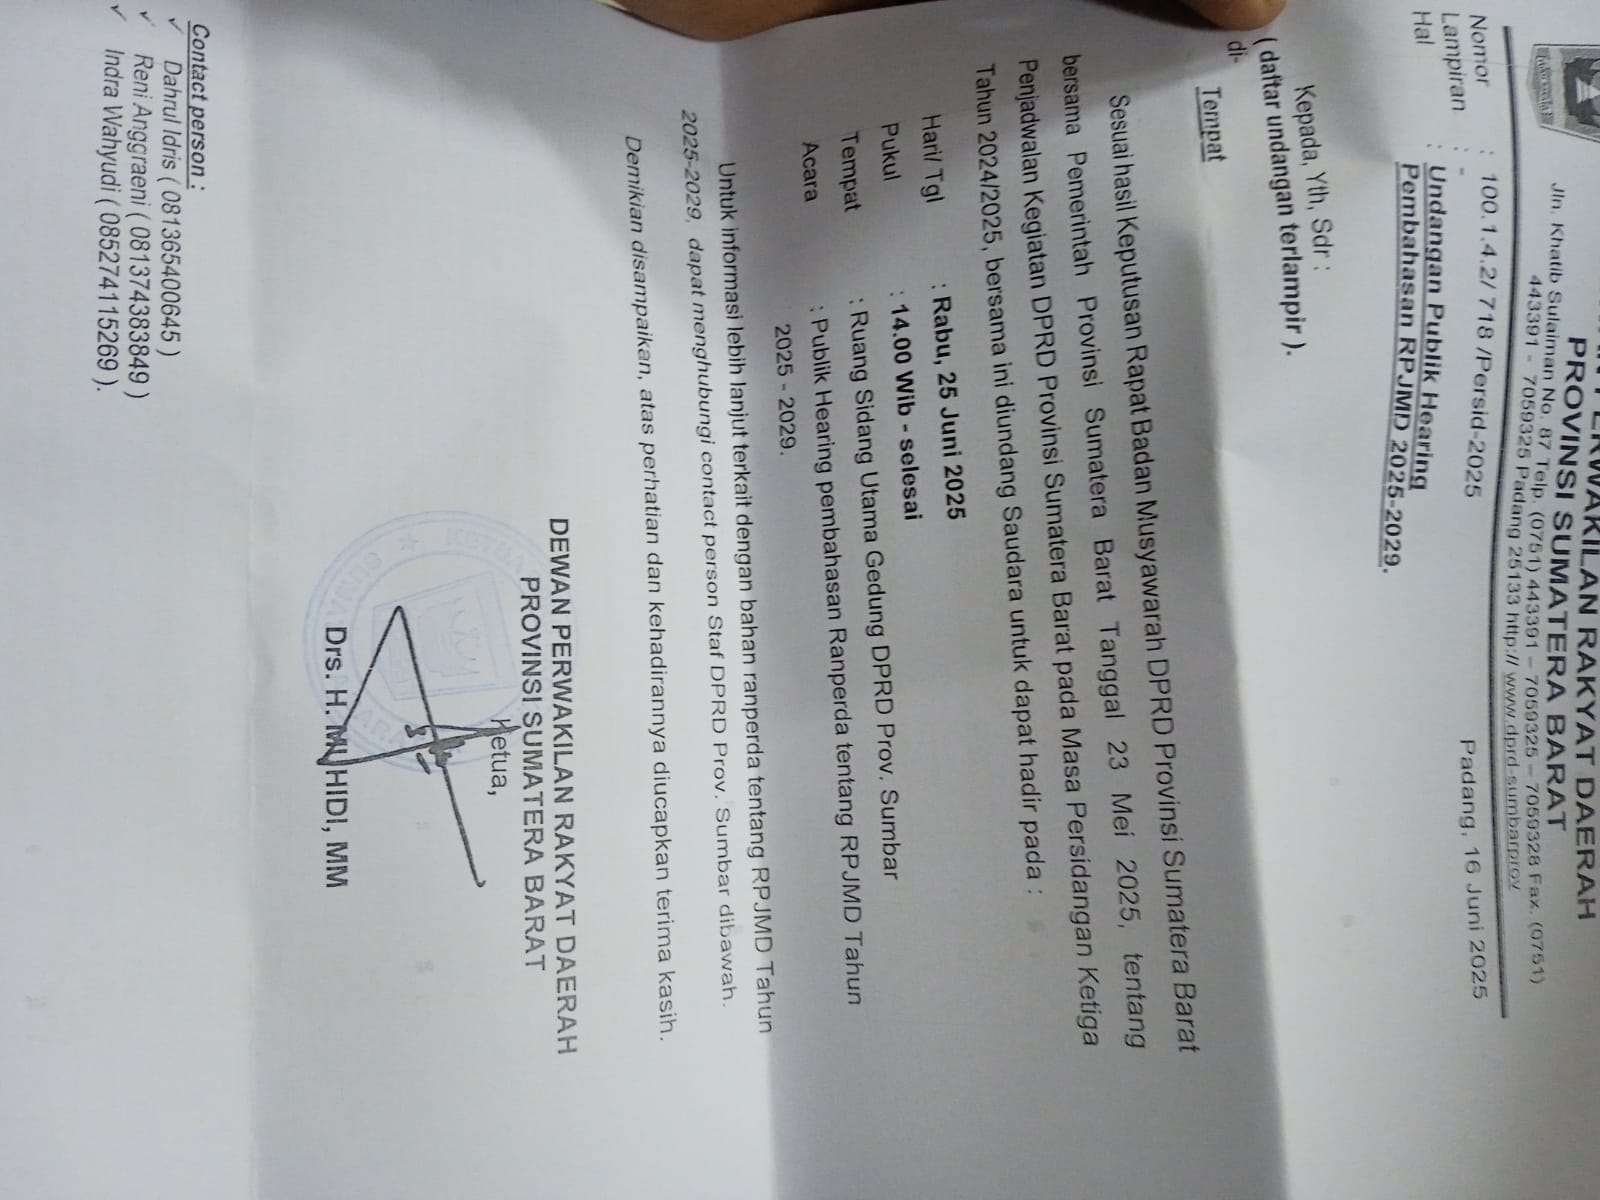 PERWAKILAN RAKYAT DAERAH
PROVINSI SUMATERA BARAT
Jln. Khatib Sulaiman No. 87 Telp. (0751) 443391 – 7059325 – 7059328 Fax. (0751)
443391 - 7059325 Padang 25133 http:// www.dprd-sumbarprov
Padang, 16 Juni 2025
Nomor : 100.1.4.2/ 718 /Persid-2025
Lampiran : -
Hal : Undangan Publik Hearing
Pembahasan RPJMD 2025-2029.
Kepada, Yth, Sdr :
( daftar undangan terlampir ).
di-
Tempat
Sesuai hasil Keputusan Rapat Badan Musyawarah DPRD Provinsi Sumatera Barat
bersama Pemerintah Provinsi Sumatera Barat Tanggal 23 Mei 2025, tentang
Penjadwalan Kegiatan DPRD Provinsi Sumatera Barat pada Masa Persidangan Ketiga
Tahun 2024/2025, bersama ini diundang Saudara untuk dapat hadir pada :
Hari/ Tgl : Rabu, 25 Juni 2025
Pukul : 14.00 Wib - selesai
Tempat : Ruang Sidang Utama Gedung DPRD Prov. Sumbar
Acara : Publik Hearing pembahasan Ranperda tentang RPJMD Tahun
2025 - 2029.
Untuk informasi lebih lanjut terkait dengan bahan ranperda tentang RPJMD Tahun
2025-2029, dapat menghubungi contact person Staf DPRD Prov. Sumbar dibawah.
Demikian disampaikan, atas perhatian dan kehadirannya diucapkan terima kasih.
DEWAN PERWAKILAN RAKYAT DAERAH
PROVINSI SUMATERA BARAT
Ketua,
Drs. H. MUHIDI, MM
Contact person :
✓ Dahrul Idris ( 081365400645 )
✓ Reni Anggraeni ( 081374383849 )
✓ Indra Wahyudi ( 085274115269 ).